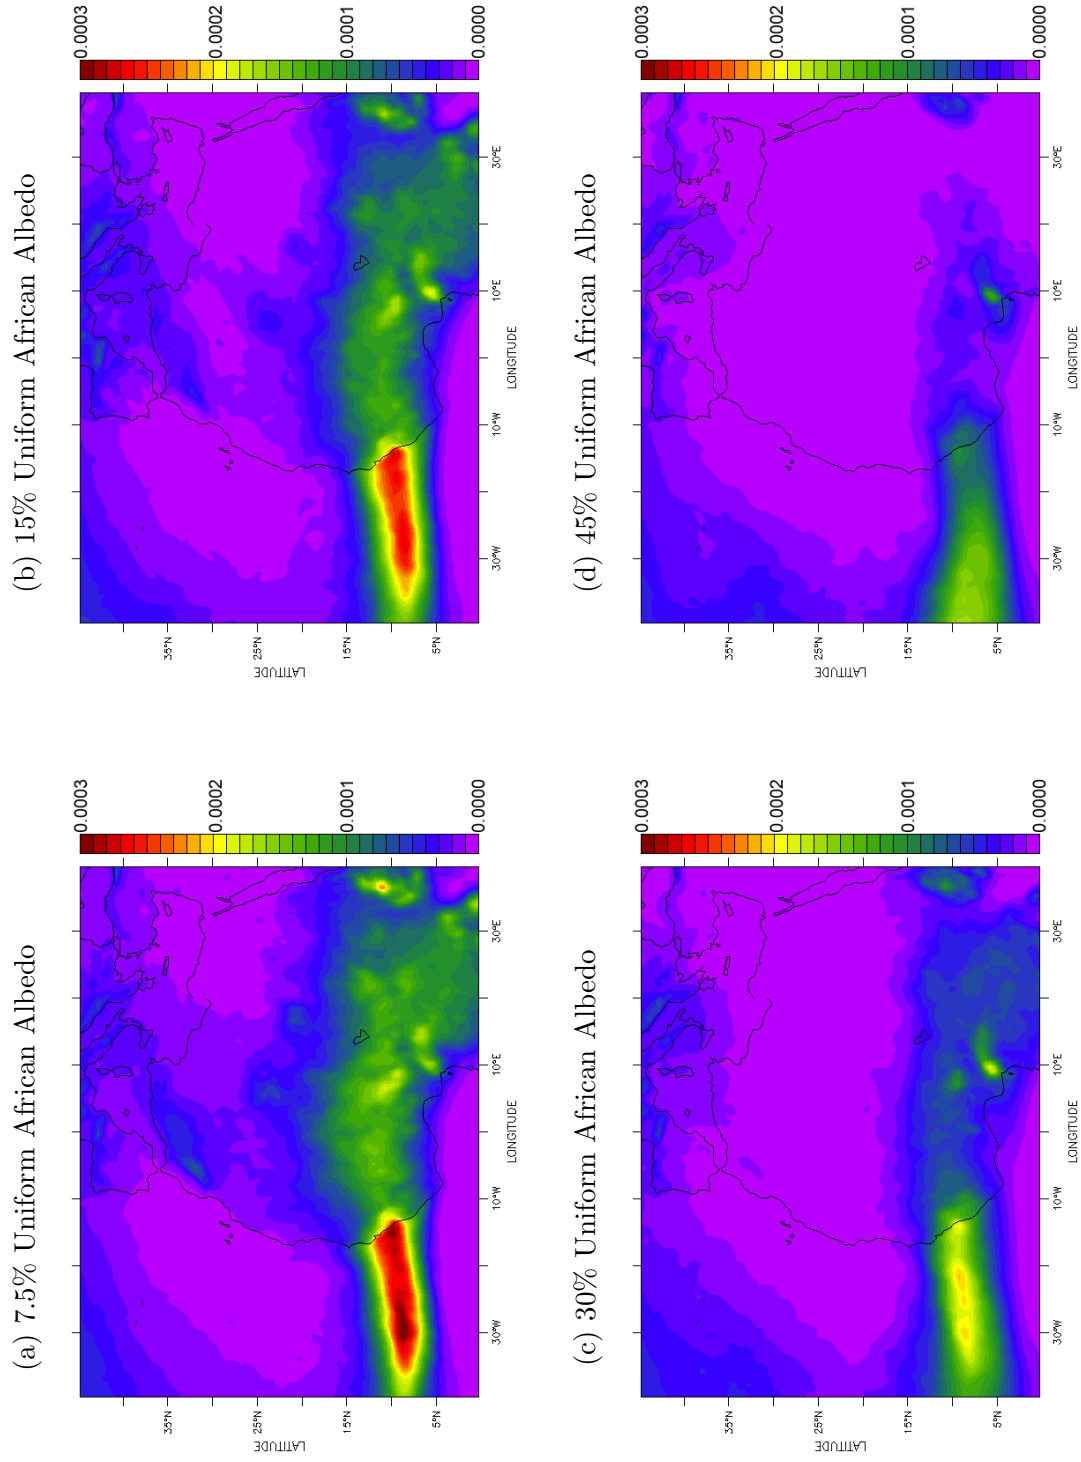 (a) 7.5% Uniform African Albedo
0.0003
0.0002
0.0001
0.0000
35°N
25°N
15°N
5°N
LATITUDE
30°W
10°W
10°E
30°E
LONGITUDE
(b) 15% Uniform African Albedo
0.0003
0.0002
0.0001
0.0000
35°N
25°N
15°N
5°N
LATITUDE
30°W
10°W
10°E
30°E
LONGITUDE
(c) 30% Uniform African Albedo
0.0003
0.0002
0.0001
0.0000
35°N
25°N
15°N
5°N
LATITUDE
30°W
10°W
10°E
30°E
LONGITUDE
(d) 45% Uniform African Albedo
0.0003
0.0002
0.0001
0.0000
35°N
25°N
15°N
5°N
LATITUDE
30°W
10°W
10°E
30°E
LONGITUDE